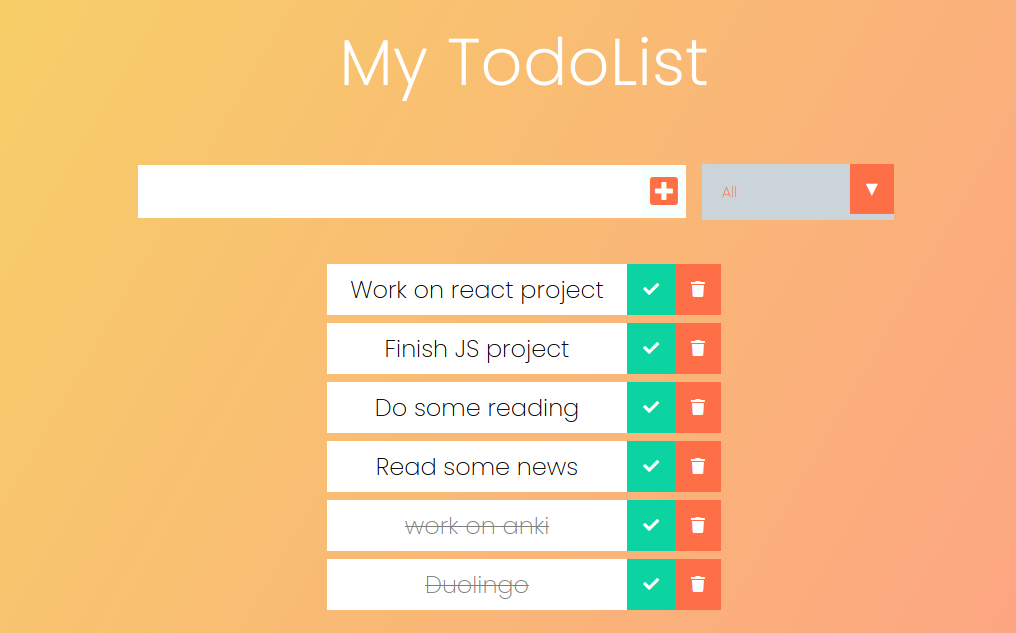 My TodoList
All
Work on react project
Finish JS project
Do some reading
Read some news
work on anki
Duolingo